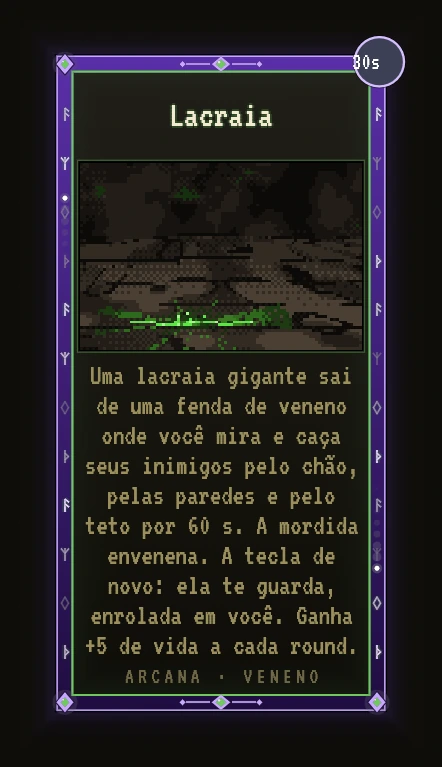 80s
Lacraia
Uma lacraia gigante sai
de uma fenda de veneno
onde você mira e caça
seus inimigos pelo chão,
pelas paredes e pelo
teto por 60 s. A mordida
envenena. A tecla de
novo: ela te guarda,
enrolada em você. Ganha
+5 de vida a cada round.
ARCANA · VENENO